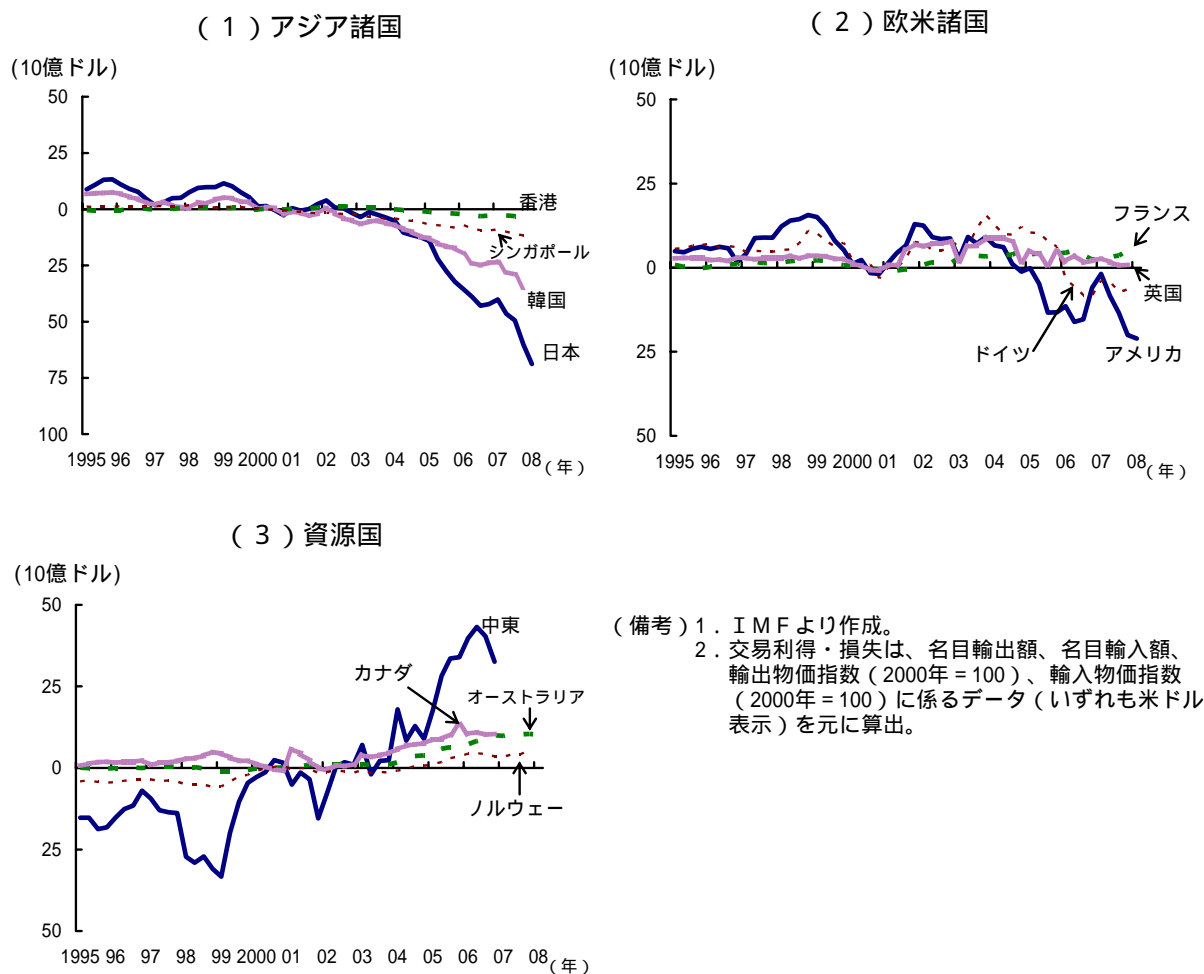 （１）アジア諸国
(10億ドル)
50
25
0
25
50
75
100
香港
シンガポール
韓国
日本
1995 96 97 98 99 2000 01 02 03 04 05 06 07 08 (年)
（２）欧米諸国
(10億ドル)
50
25
0
25
50
フランス
英国
ドイツ
アメリカ
1995 96 97 98 99 2000 01 02 03 04 05 06 07 08 (年)
（３）資源国
(10億ドル)
50
25
0
25
50
中東
カナダ
オーストラリア
ノルウェー
1995 96 97 98 99 2000 01 02 03 04 05 06 07 08 (年)
（備考）１．ＩＭＦより作成。
２．交易利得・損失は、名目輸出額、名目輸入額、
輸出物価指数（2000年＝100）、輸入物価指数
（2000年＝100）に係るデータ（いずれも米ドル
表示）を元に算出。